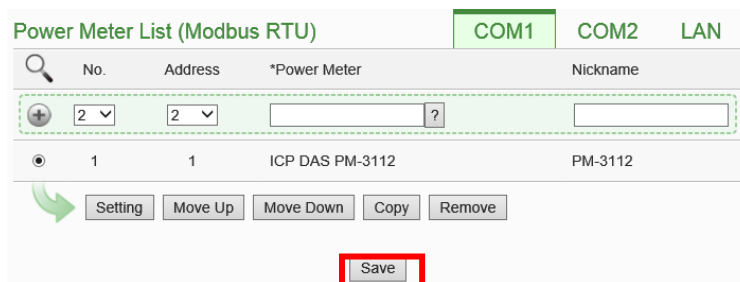 Power Meter List (Modbus RTU) COM1 COM2 LAN
No. Address *Power Meter Nickname
2 2 ?
1 1 ICP DAS PM-3112 PM-3112
Setting Move Up Move Down Copy Remove
Save